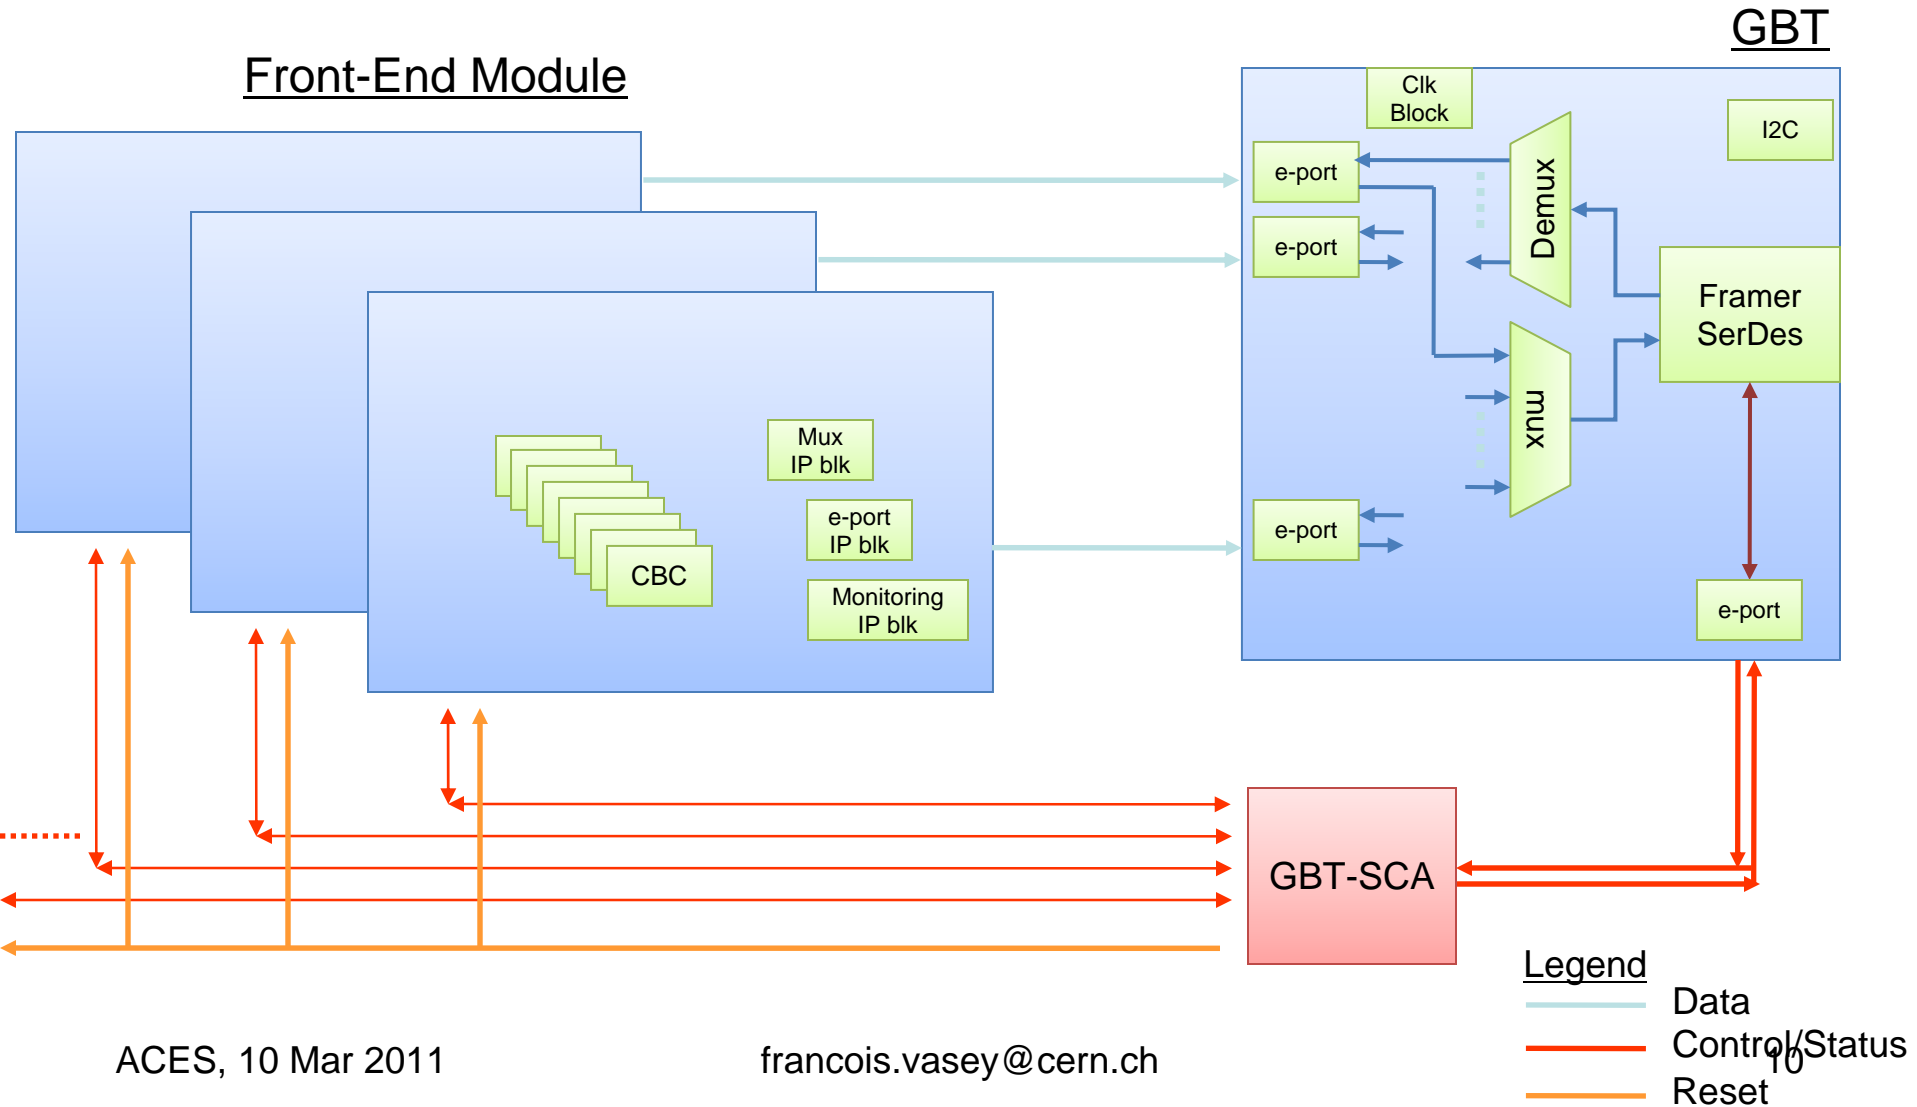 GBT
Front-End Module
Clk
Block
I2C
e-port
Demux
e-port
Framer
SerDes
mux
Mux
IP blk
e-port
IP blk
e-port
CBC
Monitoring
IP blk
e-port
GBT-SCA
Legend
Data
Control/Status
Reset
ACES, 10 Mar 2011
francois.vasey@cern.ch
10